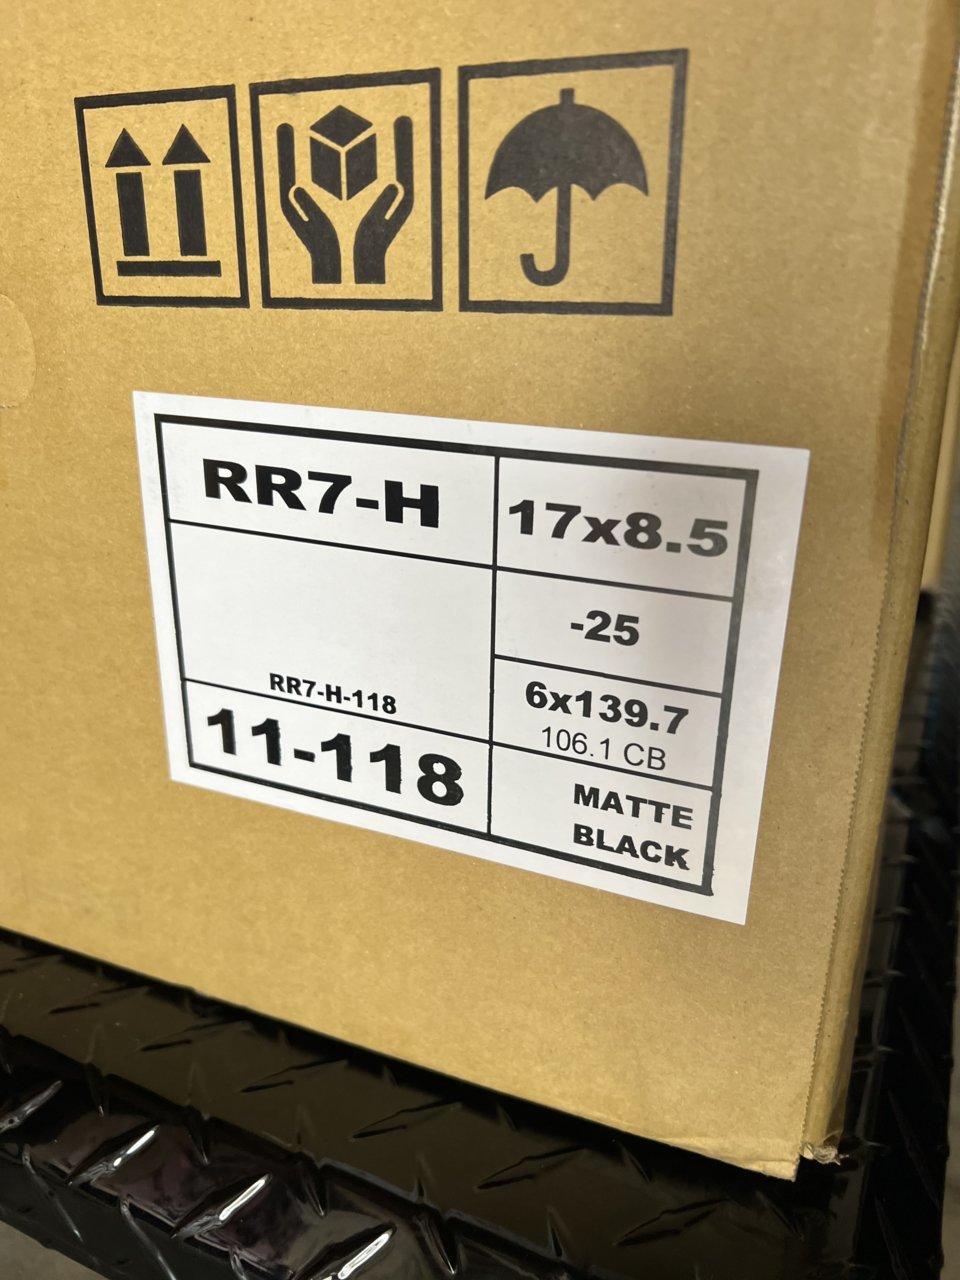 RR7-H
17x8.5
-25
RR7-H-118
6x139.7
106.1 CB
11-118
MATTE
BLACK